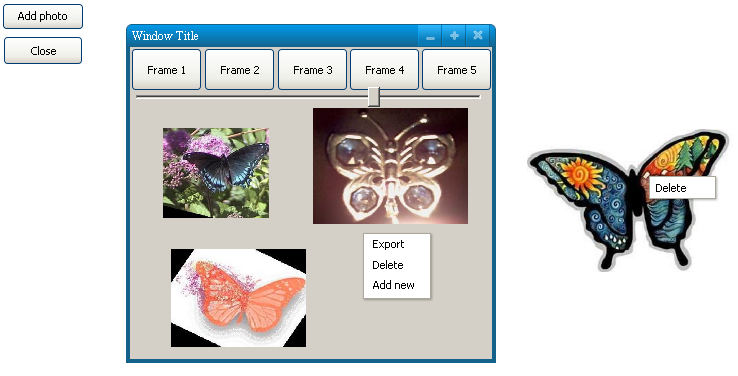 Add photo
Close
Window Title
Frame 1
Frame 2
Frame 3
Frame 4
Frame 5
Export
Delete
Add new
Delete